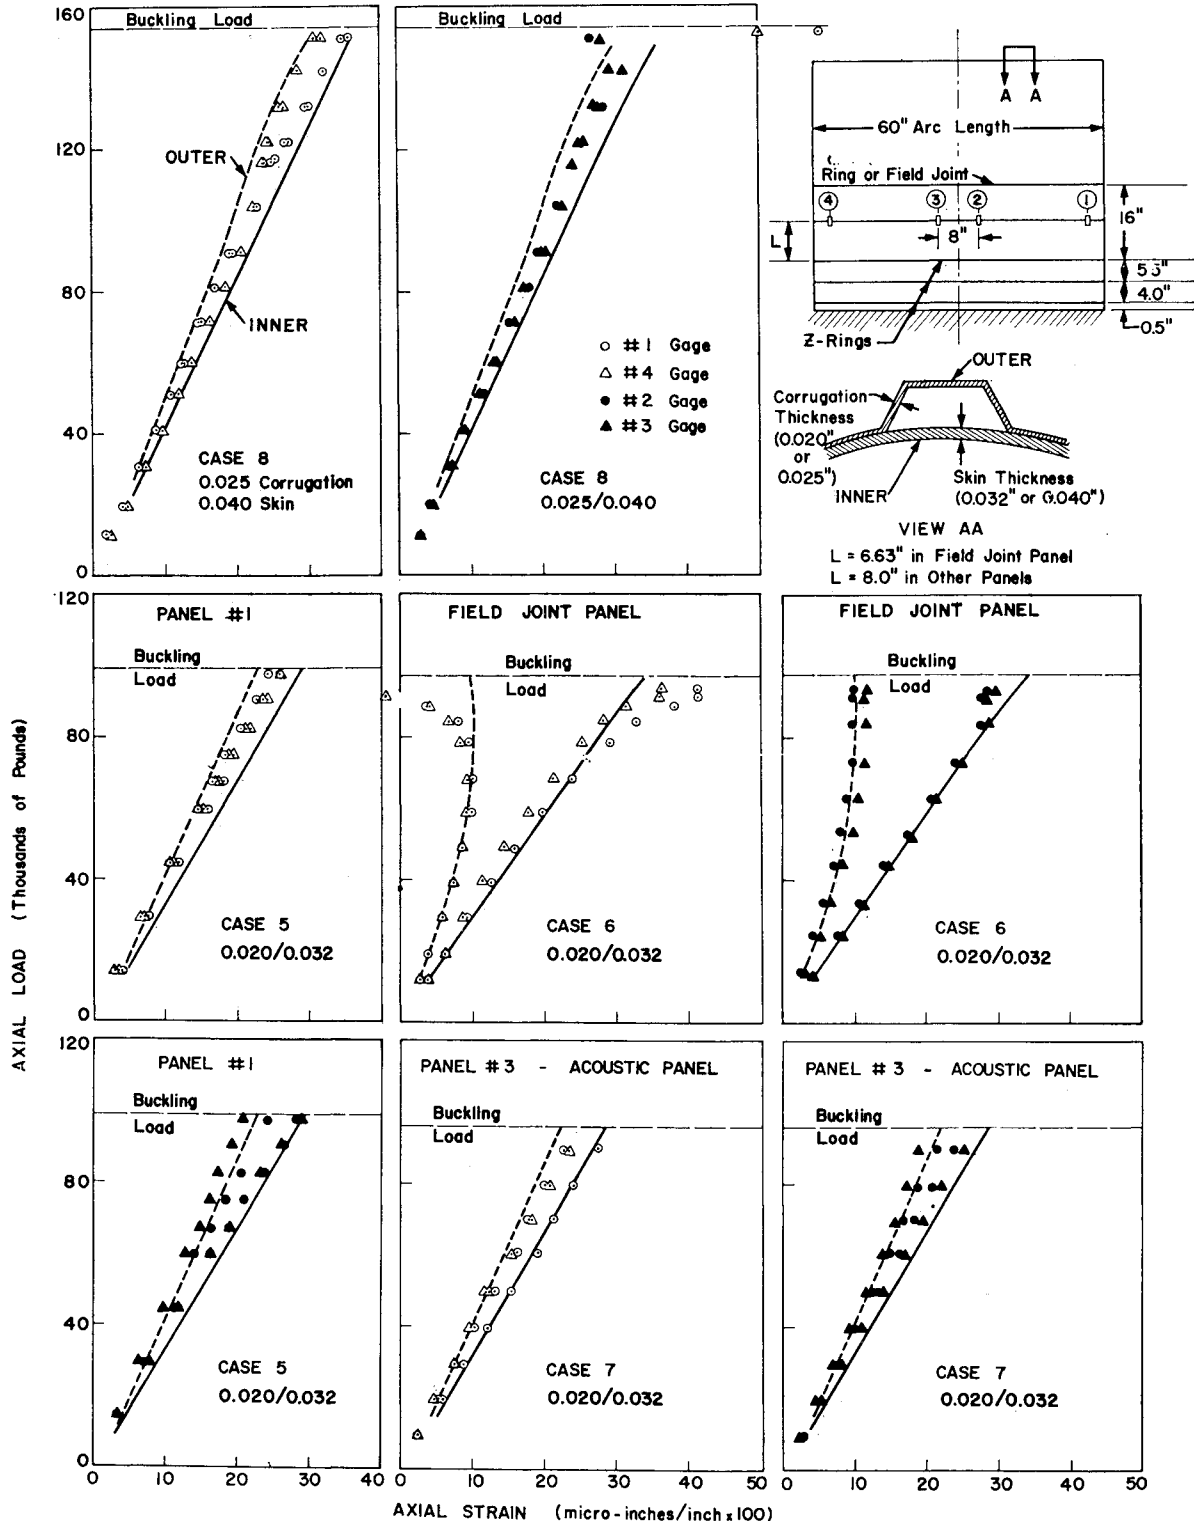 Buckling Load
120
80
40
0
OUTER
INNER
CASE 8
0.025 Corrugation
0.040 Skin
Buckling Load
○ #1 Gage
△ #4 Gage
● #2 Gage
▲ #3 Gage
CASE 8
0.025/0.040
A A
60" Arc Length
Ring or Field Joint
4 3 2 1
16"
L
8"
4.0"
0.5"
Z-Rings
OUTER
Corrugation
Thickness
(0.020"
or
0.025")
INNER
Skin Thickness
(0.032" or 0.040")
VIEW AA
L = 6.63" in Field Joint Panel
L = 8.0" in Other Panels
AXIAL LOAD (Thousands of Pounds)
120
80
40
0
PANEL #1
Buckling
Load
CASE 5
0.020/0.032
FIELD JOINT PANEL
Buckling
Load
CASE 6
0.020/0.032
FIELD JOINT PANEL
Buckling
Load
CASE 6
0.020/0.032
120
80
40
0
PANEL #1
Buckling
Load
CASE 5
0.020/0.032
PANEL #3 - ACOUSTIC PANEL
Buckling
Load
CASE 7
0.020/0.032
PANEL #3 - ACOUSTIC PANEL
Buckling
Load
CASE 7
0.020/0.032
0 10 20 30 40
0 10 20 30 40 50
0 10 20 30 40 50
AXIAL STRAIN (micro-inches/inch x 100)